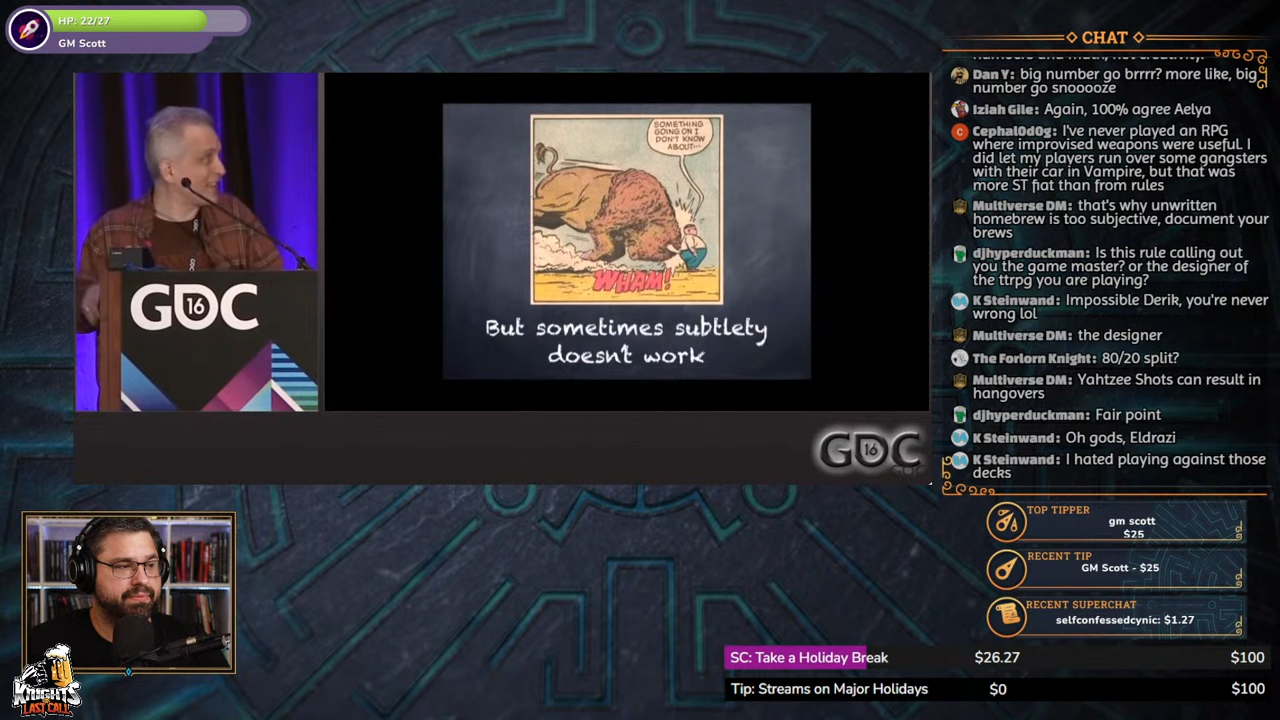 HP: 22/27
GM Scott
GDC
16
SOMETHING
GOING ON I
DON'T KNOW
ABOUT...
WHAM!
But sometimes subtlety
doesn't work
GDC
16
KNIGHTS
OF
LAST CALL
CHAT
numbers and math, not creativity.
Dan Y: big number go brrrr? more like, big
number go snooooze
Iziah Gile: Again, 100% agree Aelya
Cephal0d0g: I've never played an RPG
where improvised weapons were useful. I
did let my players run over some gangsters
with their car in Vampire, but that was
more ST fiat than from rules
Multiverse DM: that's why unwritten
homebrew is too subjective, document your
brews
djhyperduckman: Is this rule calling out
you the game master? or the designer of
the ttrpg you are playing?
K Steinwand: Impossible Derik, you're never
wrong lol
Multiverse DM: the designer
The Forlorn Knight: 80/20 split?
Multiverse DM: Yahtzee Shots can result in
hangovers
djhyperduckman: Fair point
K Steinwand: Oh gods, Eldrazi
K Steinwand: I hated playing against those
decks
TOP TIPPER
gm scott
$25
RECENT TIP
GM Scott - $25
RECENT SUPERCHAT
selfconfessedcynic: $1.27
SC: Take a Holiday Break $26.27 $100
Tip: Streams on Major Holidays $0 $100